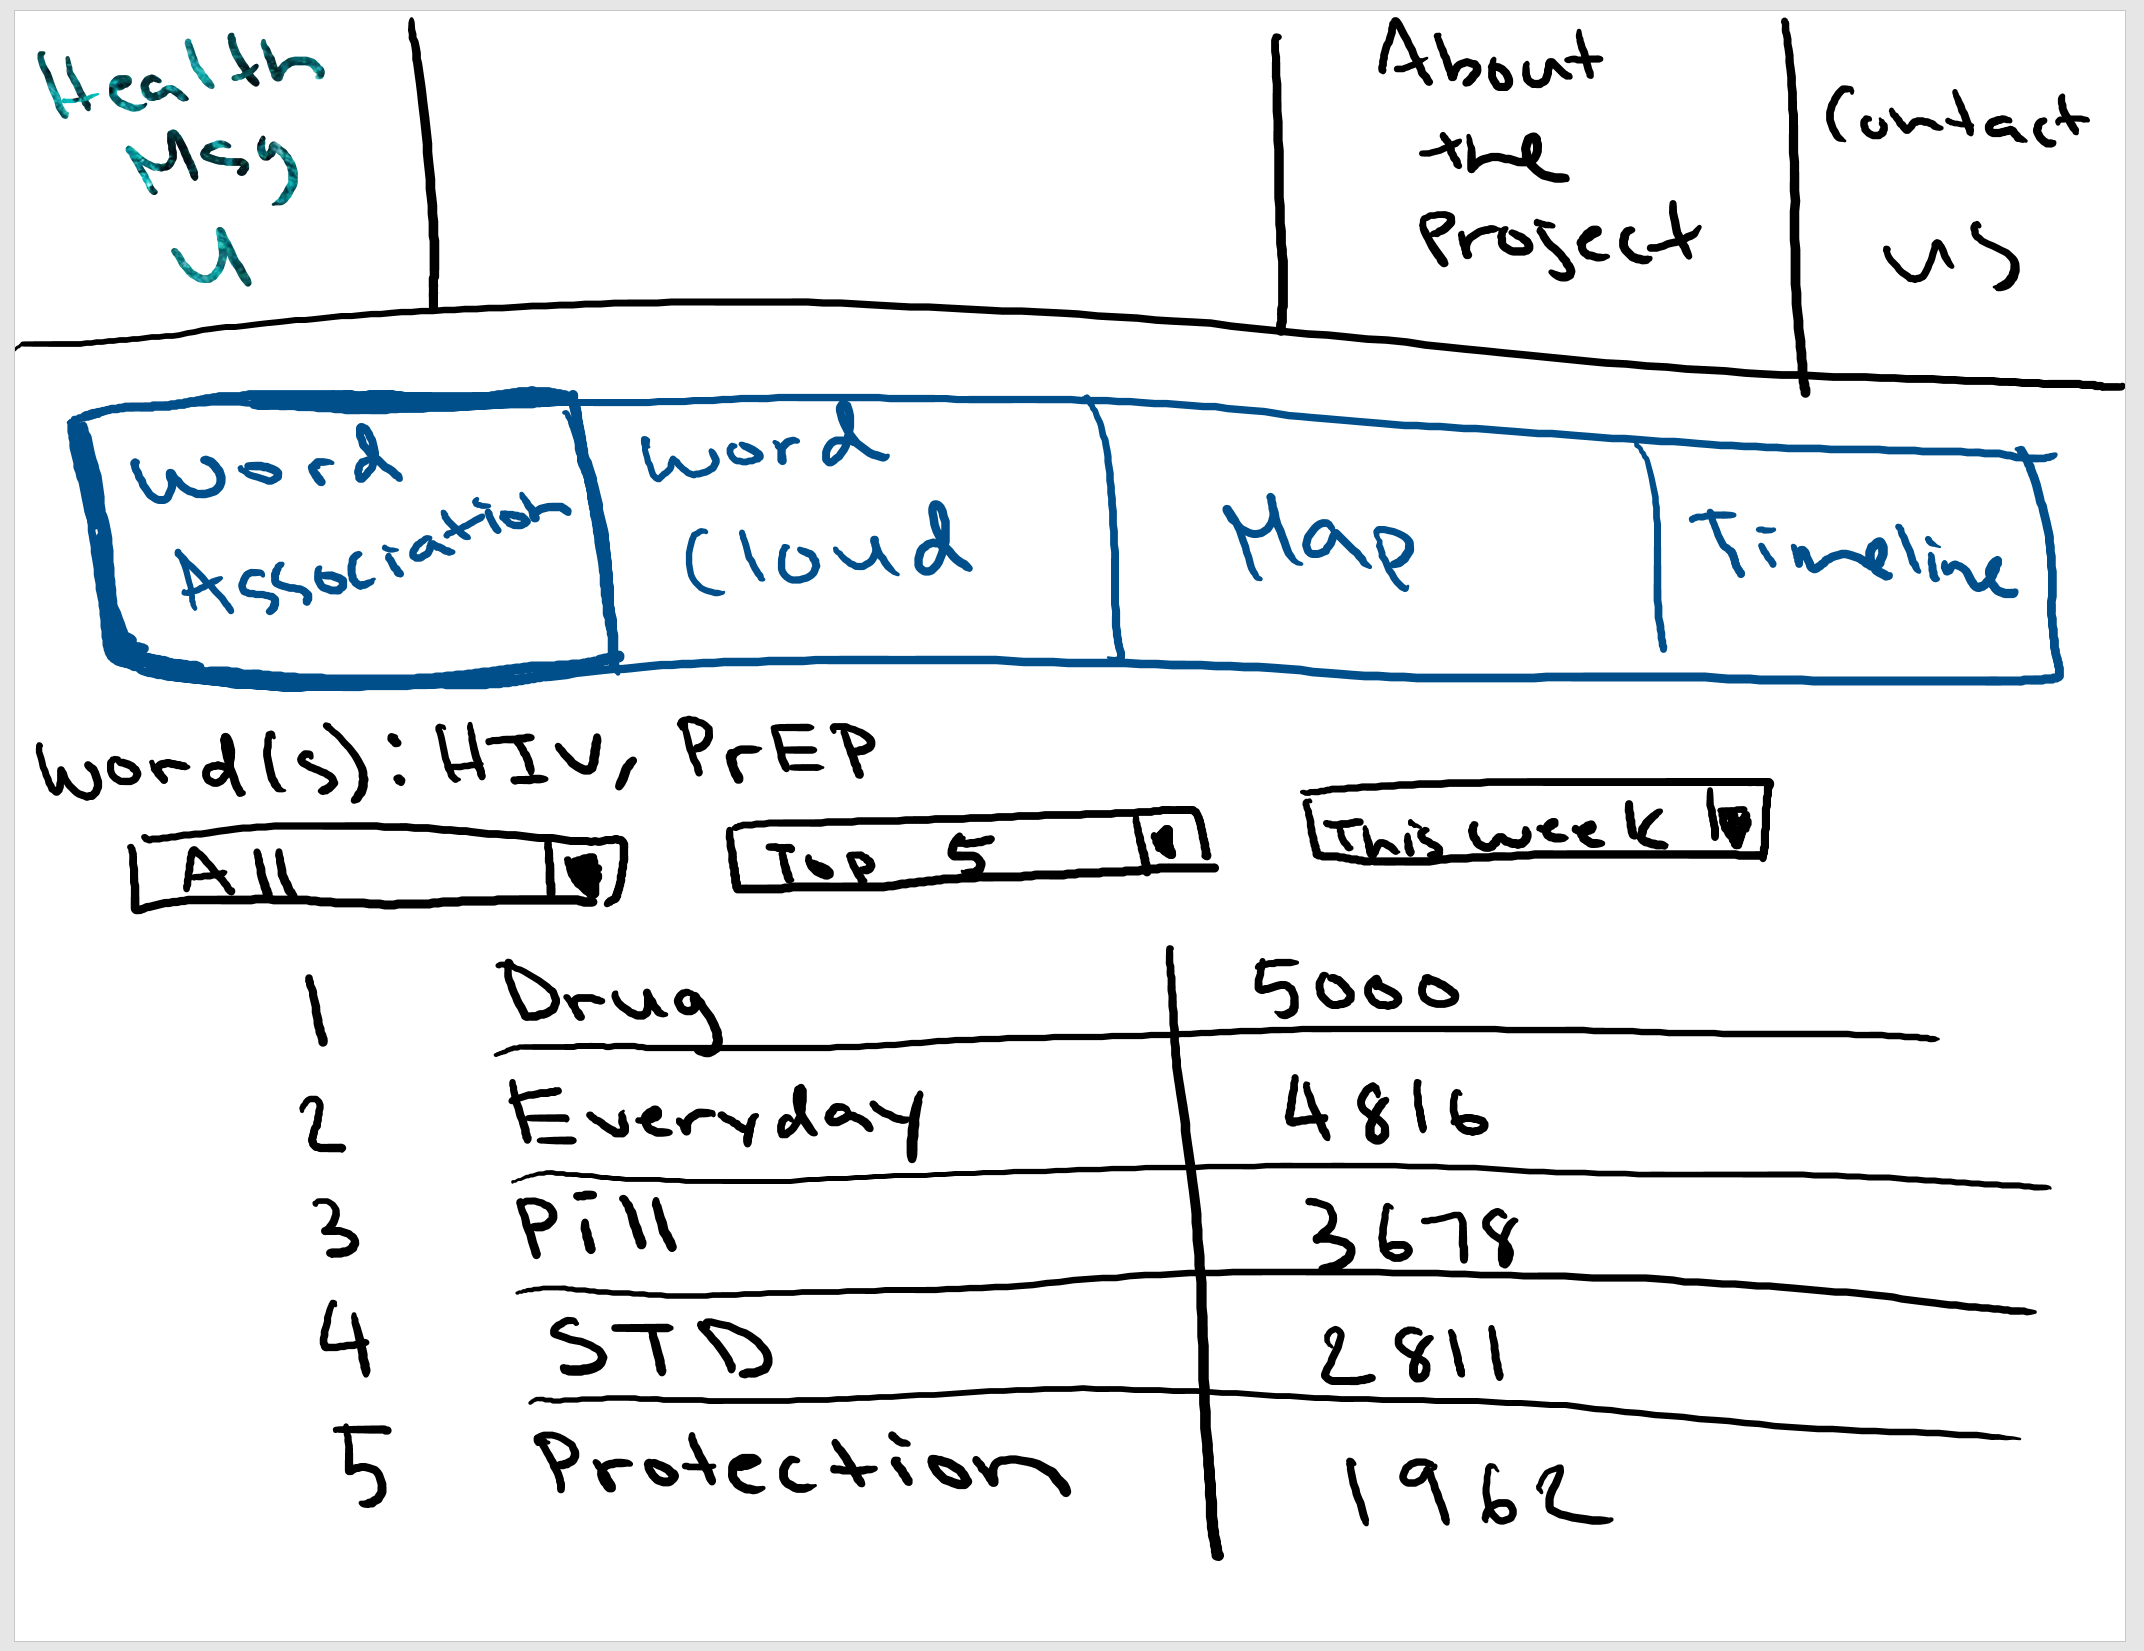 Health
Msg
U
About
the
Project
Contact
us
Word
Association
Word
Cloud
Map
Timeline
Word(s): HIV, PrEP
All
Top 5
This week
1 Drug 5000
2 Everyday 4816
3 Pill 3678
4 STD 2811
5 Protection 1962